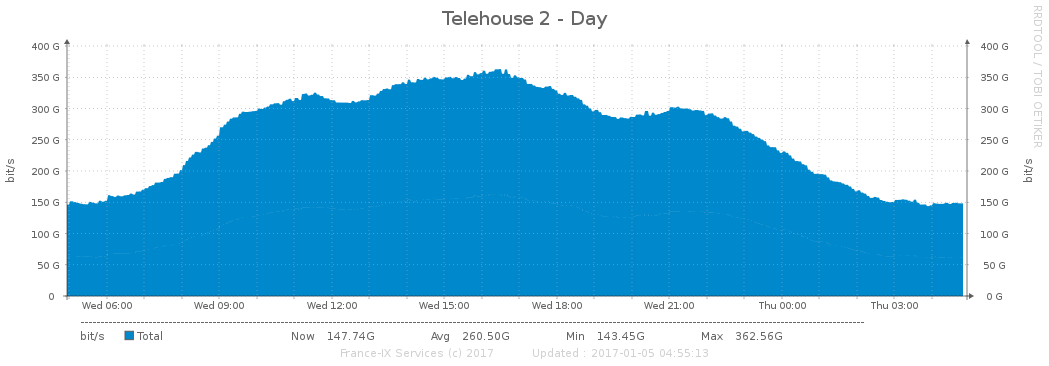 Telehouse 2 - Day
RRDTOOL / TOBI OETIKER
400 G 400 G
350 G 350 G
300 G 300 G
250 G 250 G
200 G 200 G
150 G 150 G
100 G 100 G
50 G 50 G
0 0 G
bit/s bit/s
Wed 06:00 Wed 09:00 Wed 12:00 Wed 15:00 Wed 18:00 Wed 21:00 Thu 00:00 Thu 03:00
bit/s Total Now 147.74G Avg 260.50G Min 143.45G Max 362.56G
France-IX Services (c) 2017 Updated : 2017-01-05 04:55:13